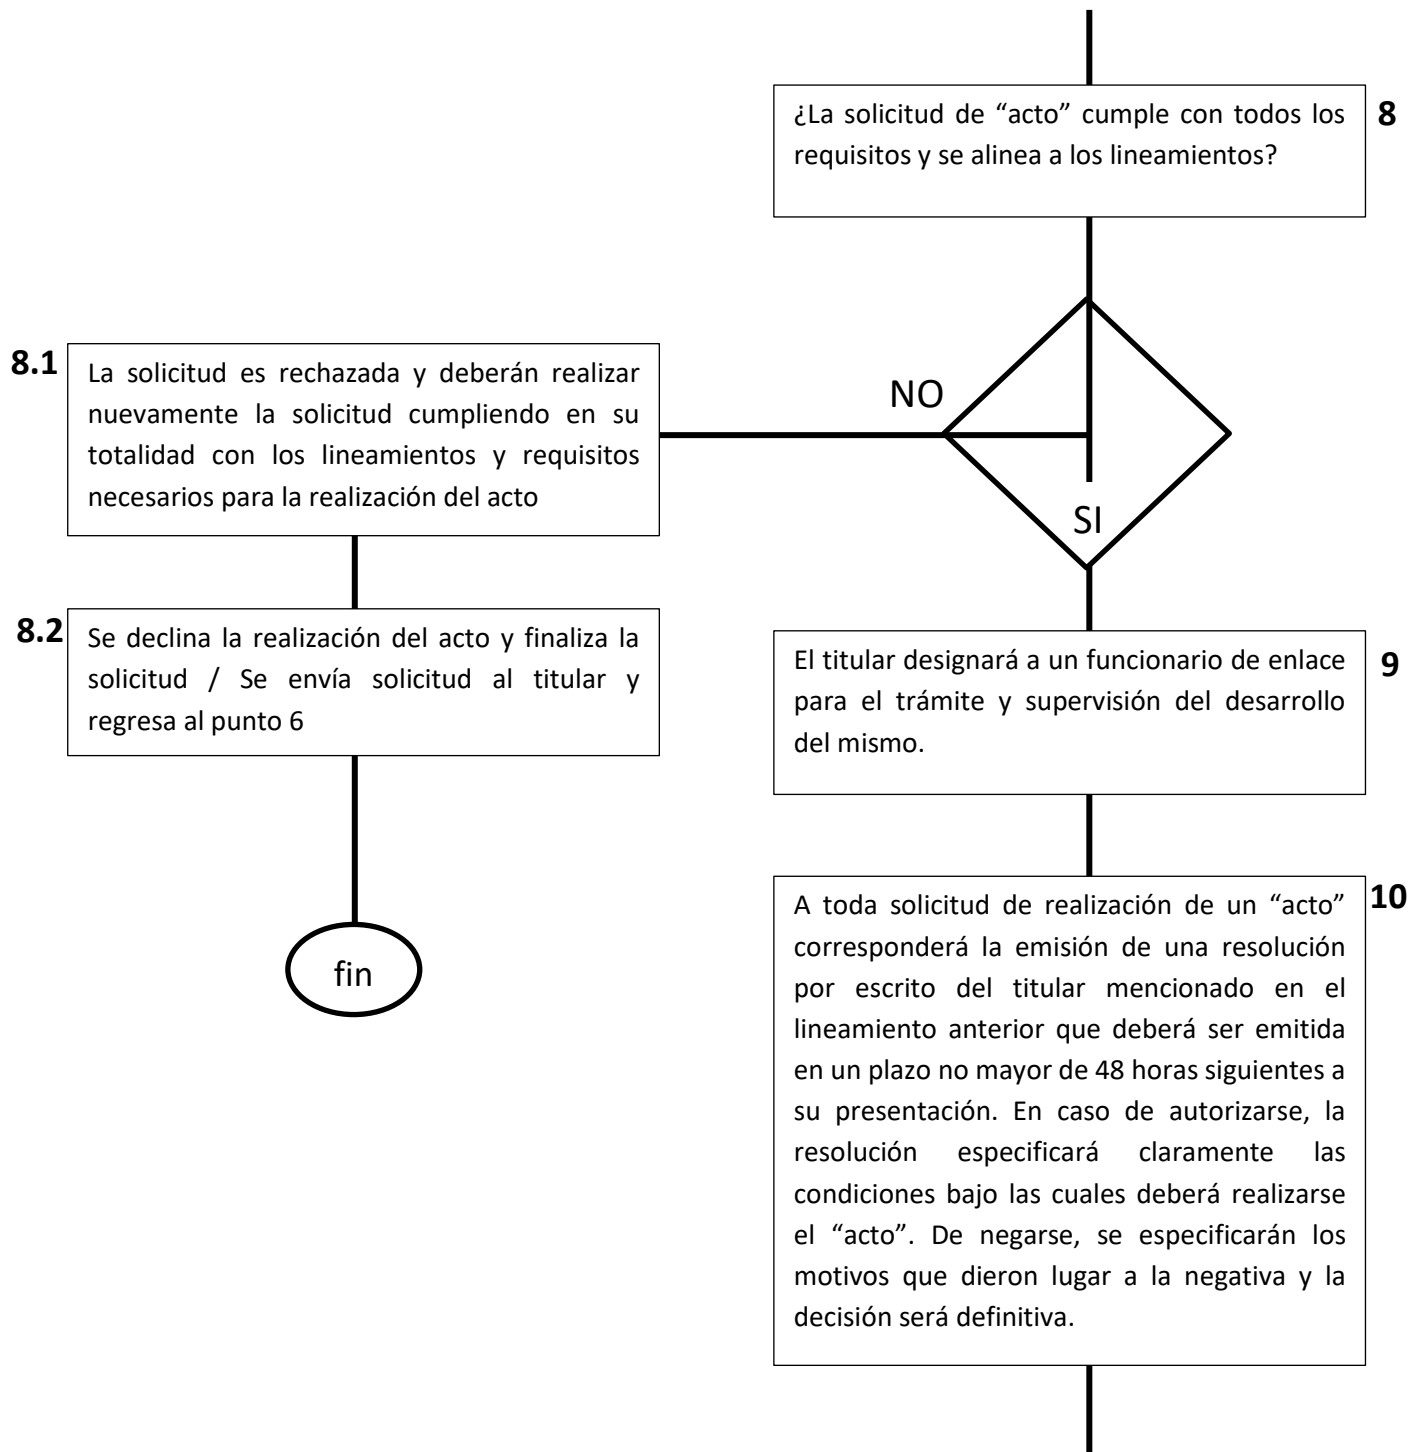 ¿La solicitud de “acto” cumple con todos los
requisitos y se alinea a los lineamientos?
8
NO
SI
8.1
La solicitud es rechazada y deberán realizar
nuevamente la solicitud cumpliendo en su
totalidad con los lineamientos y requisitos
necesarios para la realización del acto
8.2
Se declina la realización del acto y finaliza la
solicitud / Se envía solicitud al titular y
regresa al punto 6
fin
El titular designará a un funcionario de enlace
para el trámite y supervisión del desarrollo
del mismo.
9
A toda solicitud de realización de un “acto”
corresponderá la emisión de una resolución
por escrito del titular mencionado en el
lineamiento anterior que deberá ser emitida
en un plazo no mayor de 48 horas siguientes a
su presentación. En caso de autorizarse, la
resolución especificará claramente las
condiciones bajo las cuales deberá realizarse
el “acto”. De negarse, se especificarán los
motivos que dieron lugar a la negativa y la
decisión será definitiva.
10